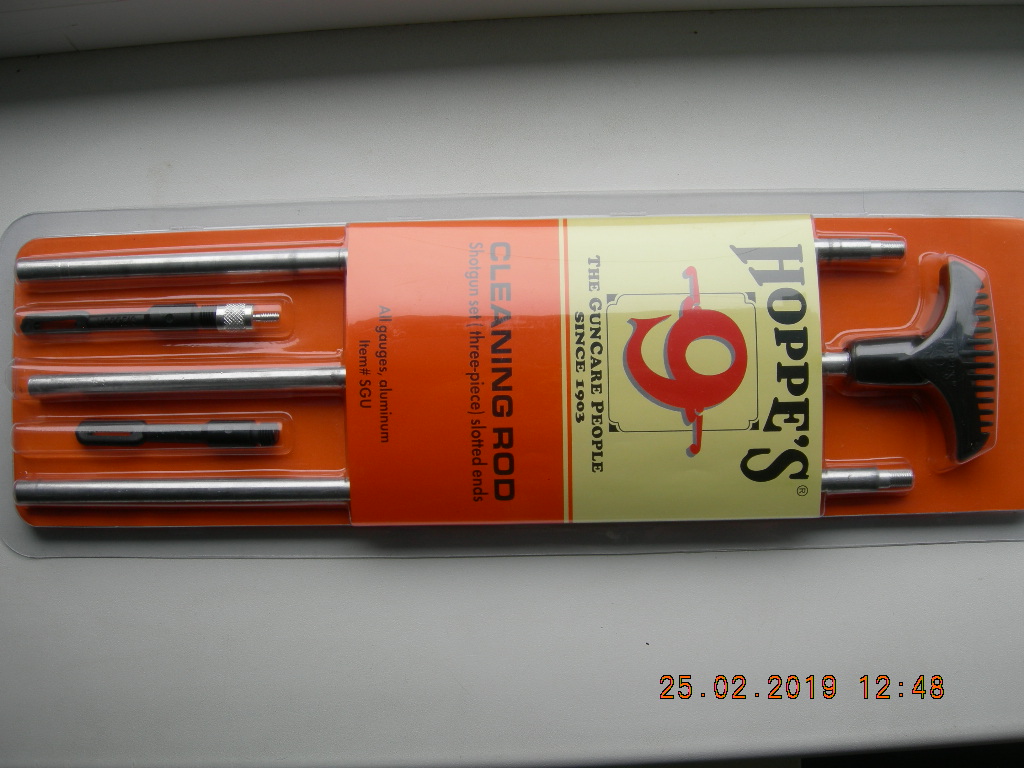 HOPPE'S®
9
THE GUNCARE PEOPLE
SINCE 1903
CLEANING ROD
Shotgun set (three-piece) slotted ends
All gauges, aluminum
Item# SGU
25.02.2019 12:48